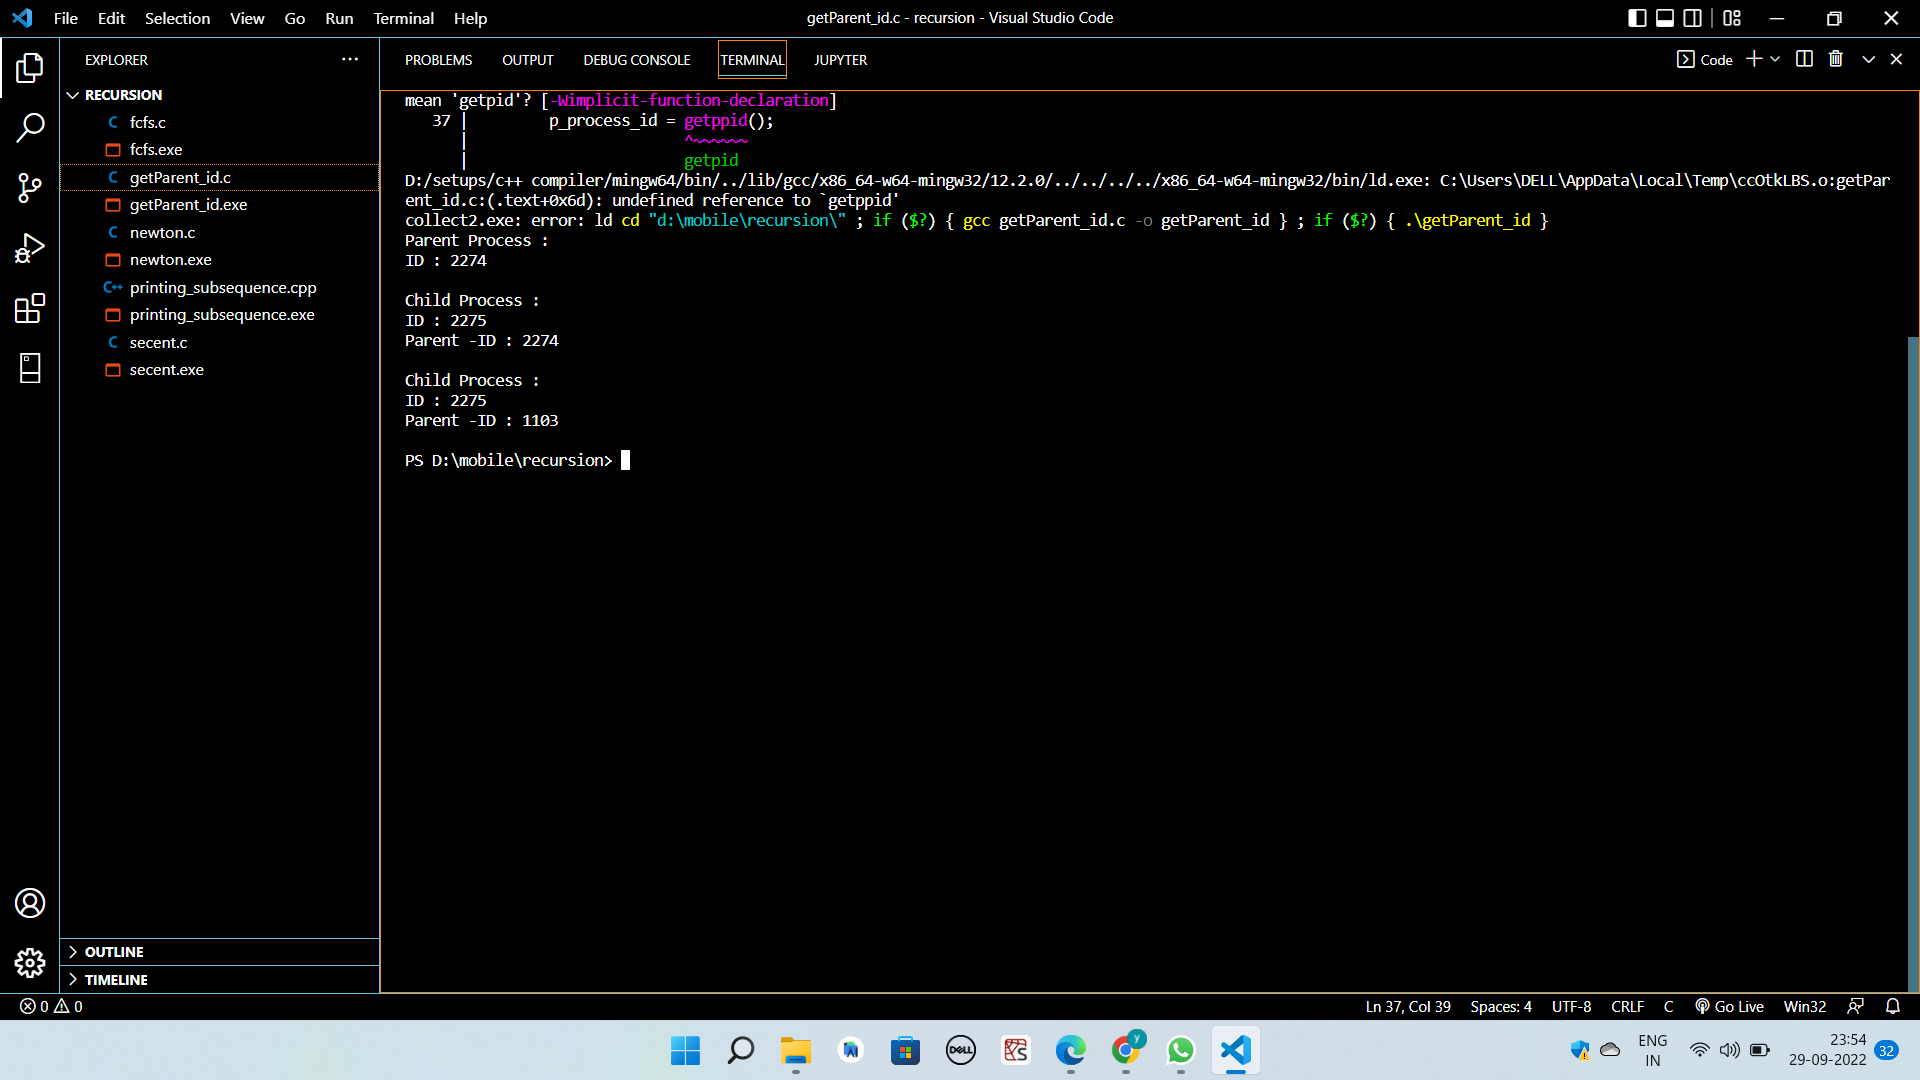 File Edit Selection View Go Run Terminal Help
getParent_id.c - recursion - Visual Studio Code
EXPLORER
RECURSION
C fcfs.c
fcfs.exe
C getParent_id.c
getParent_id.exe
C newton.c
newton.exe
C++ printing_subsequence.cpp
printing_subsequence.exe
C secent.c
secent.exe
OUTLINE
TIMELINE
PROBLEMS OUTPUT DEBUG CONSOLE TERMINAL JUPYTER
Code
mean 'getpid'? [-Wimplicit-function-declaration]
37 | p_process_id = getppid();
| ^~~~~~~
| getpid
D:/setups/c++ compiler/mingw64/bin/../lib/gcc/x86_64-w64-mingw32/12.2.0/../../../../x86_64-w64-mingw32/bin/ld.exe: C:\Users\DELL\AppData\Local\Temp\ccOtkLBS.o:getPar
ent_id.c:(.text+0x6d): undefined reference to `getppid'
collect2.exe: error: ld cd "d:\mobile\recursion\" ; if ($?) { gcc getParent_id.c -o getParent_id } ; if ($?) { .\getParent_id }
Parent Process :
ID : 2274
Child Process :
ID : 2275
Parent -ID : 2274
Child Process :
ID : 2275
Parent -ID : 1103
PS D:\mobile\recursion>
0 0
Ln 37, Col 39 Spaces: 4 UTF-8 CRLF C Go Live Win32
DELL
y
ENG
IN
23:54
29-09-2022
32